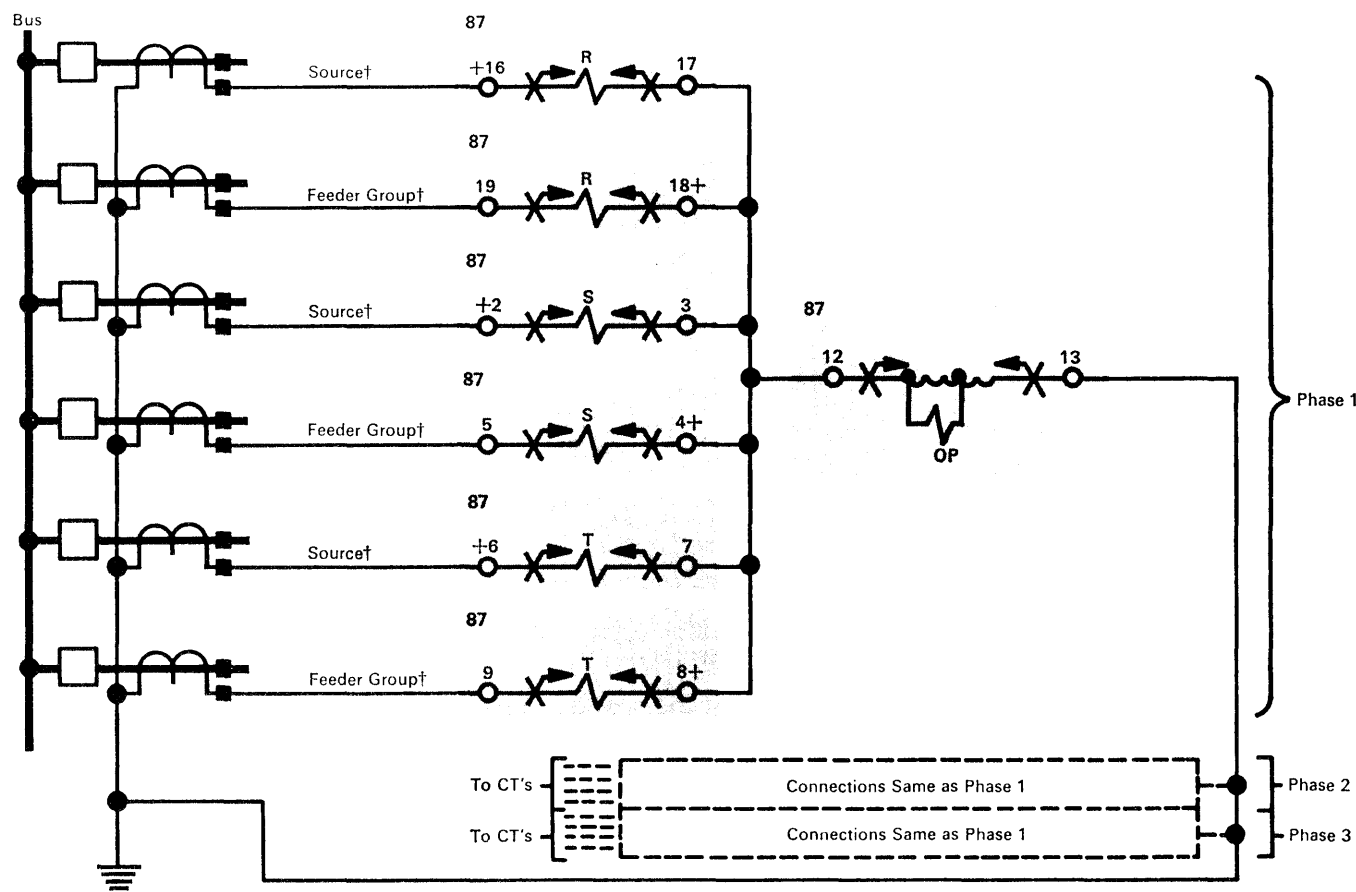 Bus
87
Source†
+16
R
17
87
Feeder Group†
19
R
18+
87
Source†
+2
S
3
87
12
13
87
Feeder Group†
5
S
4+
OP
Phase 1
87
Source†
+6
T
7
87
Feeder Group†
9
T
8+
To CT's
Connections Same as Phase 1
Phase 2
To CT's
Connections Same as Phase 1
Phase 3